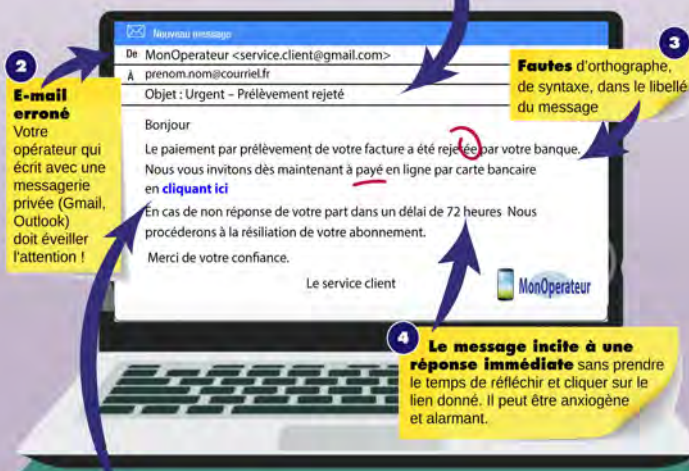 Nouveau message
De MonOperateur <service.client@gmail.com>
À prenom.nom@courriel.fr
Objet : Urgent – Prélèvement rejeté
2
E-mail
erroné
Votre
opérateur qui
écrit avec une
messagerie
privée (Gmail,
Outlook)
doit éveiller
l'attention !
3
Fautes d'orthographe,
de syntaxe, dans le libellé
du message
Bonjour
Le paiement par prélèvement de votre facture a été rejetée par votre banque.
Nous vous invitons dès maintenant à payé en ligne par carte bancaire
en cliquant ici
En cas de non réponse de votre part dans un délai de 72 heures Nous
procéderons à la résiliation de votre abonnement.
Merci de votre confiance.
Le service client
MonOperateur
4
Le message incite à une
réponse immédiate sans prendre
le temps de réfléchir et cliquer sur le
lien donné. Il peut être anxiogène
et alarmant.